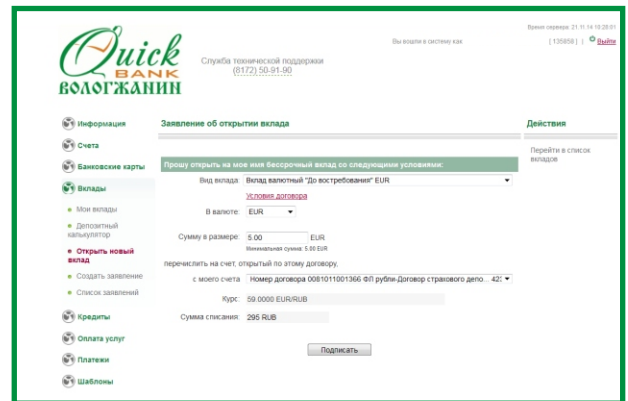 Время сервера: 21.11.14 10:28:01
Вы вошли в систему как
[ 135858 ] | Выйти
Quick
BANK
ВОЛОГЖАНИН
Служба технической поддержки
(8172) 50-91-90
Информация
Счета
Банковские карты
Вклады
Мои вклады
Депозитный
калькулятор
Открыть новый
вклад
Создать заявление
Список заявлений
Кредиты
Оплата услуг
Платежи
Шаблоны
Заявление об открытии вклада
Прошу открыть на мое имя бессрочный вклад со следующими условиями:
Вид вклада: Вклад валютный "До востребования" EUR
Условия договора
В валюте: EUR
Сумму в размере: 5.00 EUR
Минимальная сумма: 5.00 EUR
перечислить на счет, открытый по этому договору,
с моего счета Номер договора 0081011001366 ФЛ рубли-Договор страхового депо... 423
Курс: 59.0000 EUR/RUB
Сумма списания: 295 RUB
Подписать
Действия
Перейти в список
вкладов